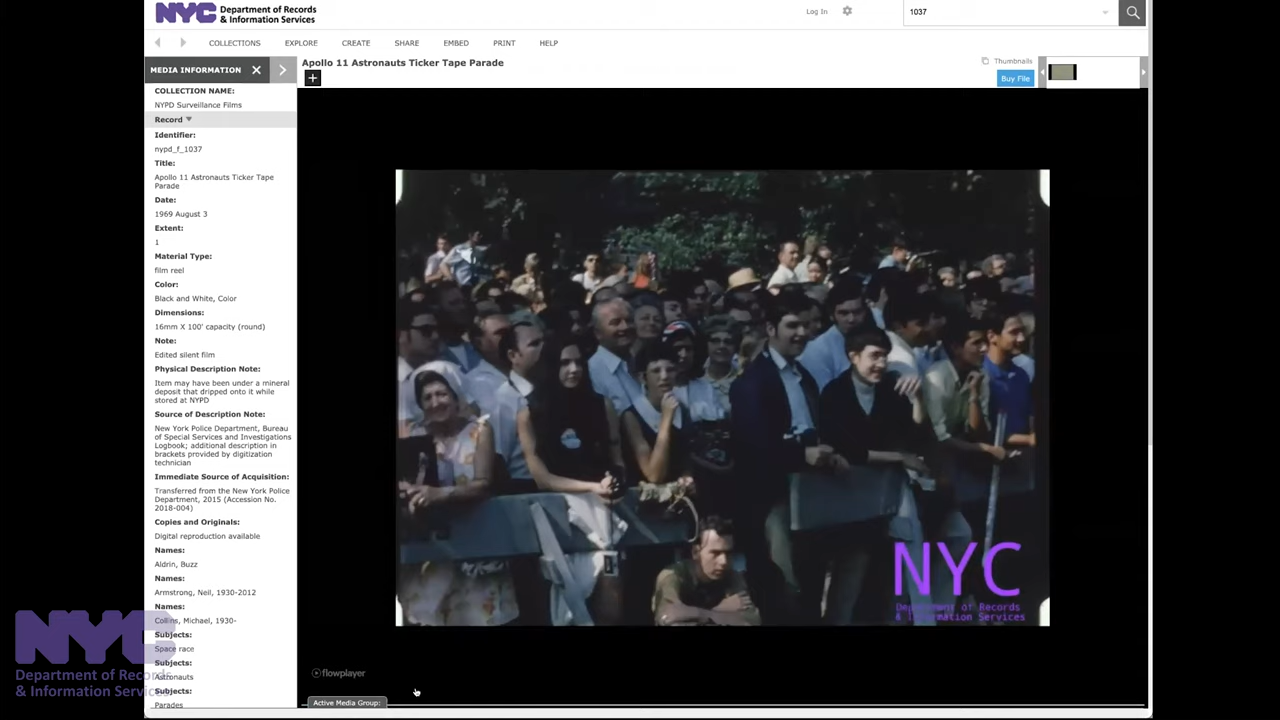 NYC Department of Records
& Information Services
Log In
1037
COLLECTIONS EXPLORE CREATE SHARE EMBED PRINT HELP
MEDIA INFORMATION
Apollo 11 Astronauts Ticker Tape Parade
Thumbnails
Buy File
COLLECTION NAME:
NYPD Surveillance Films
Record
Identifier:
nypd_f_1037
Title:
Apollo 11 Astronauts Ticker Tape
Parade
Date:
1969 August 3
Extent:
1
Material Type:
film reel
Color:
Black and White, Color
Dimensions:
16mm X 100' capacity (round)
Note:
Edited silent film
Physical Description Note:
Item may have been under a mineral
deposit that dripped onto it while
stored at NYPD
Source of Description Note:
New York Police Department, Bureau
of Special Services and Investigations
Logbook; additional description in
brackets provided by digitization
technician
Immediate Source of Acquisition:
Transferred from the New York Police
Department, 2015 (Accession No.
2018-004)
Copies and Originals:
Digital reproduction available
Names:
Aldrin, Buzz
Names:
Armstrong, Neil, 1930-2012
Names:
Collins, Michael, 1930-
Subjects:
Space race
Subjects:
Astronauts
Subjects:
Parades
NYC
Department of Records
& Information Services
flowplayer
Active Media Group:
NYC
Department of Records
& Information Services